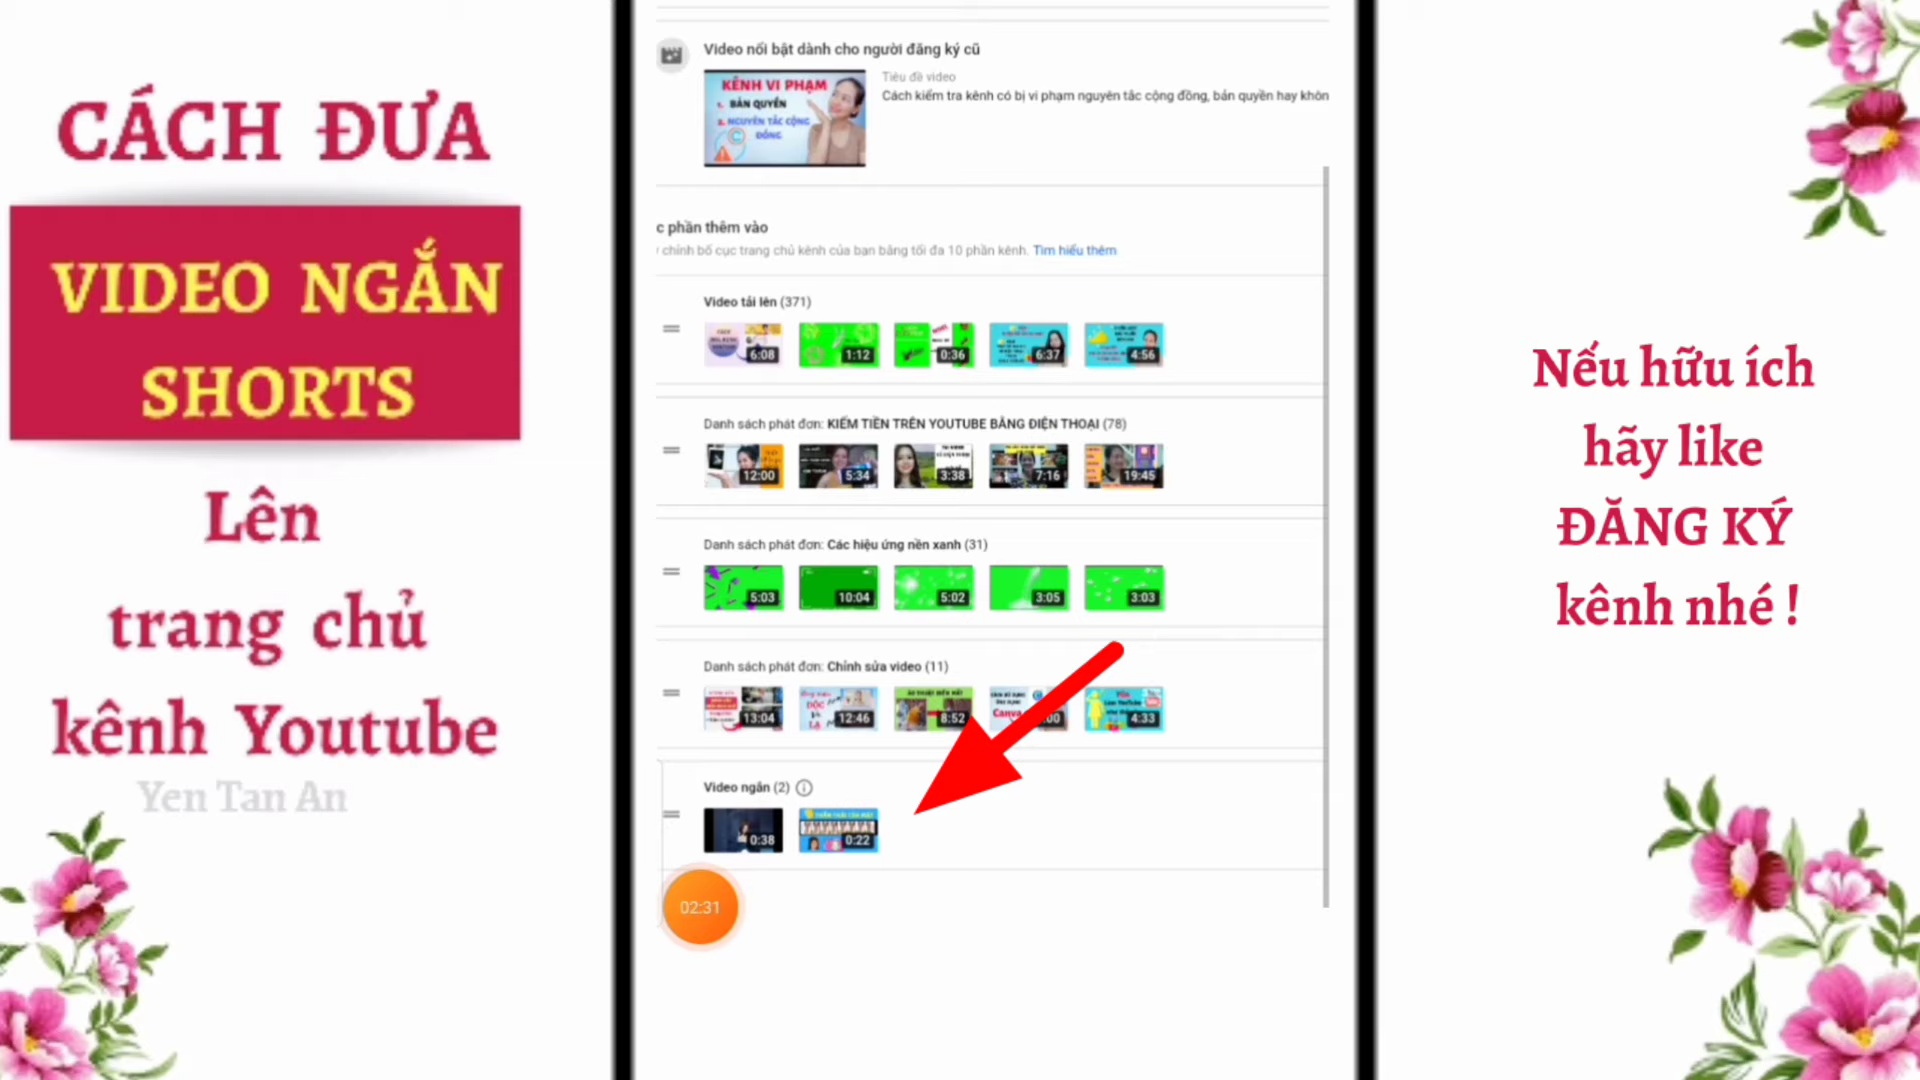 CÁCH ĐƯA
VIDEO NGẮN
SHORTS
Lên
trang chủ
kênh Youtube
Yen Tan An
Video nổi bật dành cho người đăng ký cũ
KÊNH VI PHẠM
1. BẢN QUYỀN
2. NGUYÊN TẮC CỘNG
ĐỒNG
Tiêu đề video
Cách kiểm tra kênh có bị vi phạm nguyên tắc cộng đồng, bản quyền hay khôn
c phần thêm vào
chỉnh bố cục trang chủ kênh của bạn bằng tối đa 10 phần kênh. Tìm hiểu thêm
Video tải lên (371)
6:08 1:12 0:36 6:37 4:56
Danh sách phát đơn: KIẾM TIỀN TRÊN YOUTUBE BẰNG ĐIỆN THOẠI (78)
12:00 5:34 3:38 7:16 19:45
Danh sách phát đơn: Các hiệu ứng nền xanh (31)
5:03 10:04 5:02 3:05 3:03
Danh sách phát đơn: Chỉnh sửa video (11)
Canva
13:04 12:46 8:52 :00 4:33
Video ngắn (2)
0:38 0:22
02:31
Nếu hữu ích
hãy like
ĐĂNG KÝ
kênh nhé !